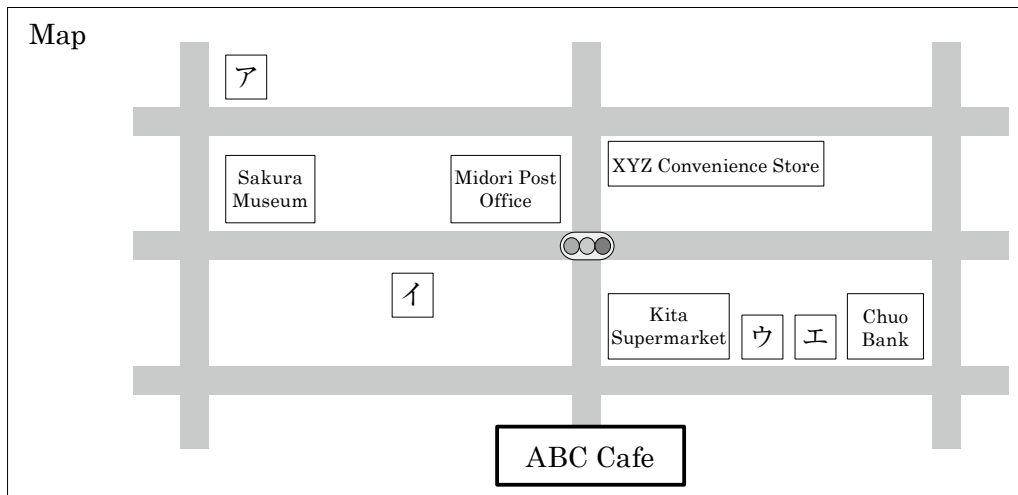 Map
ア
Sakura
Museum
Midori Post
Office
XYZ Convenience Store
イ
Kita
Supermarket
ウ
エ
Chuo
Bank
ABC Cafe